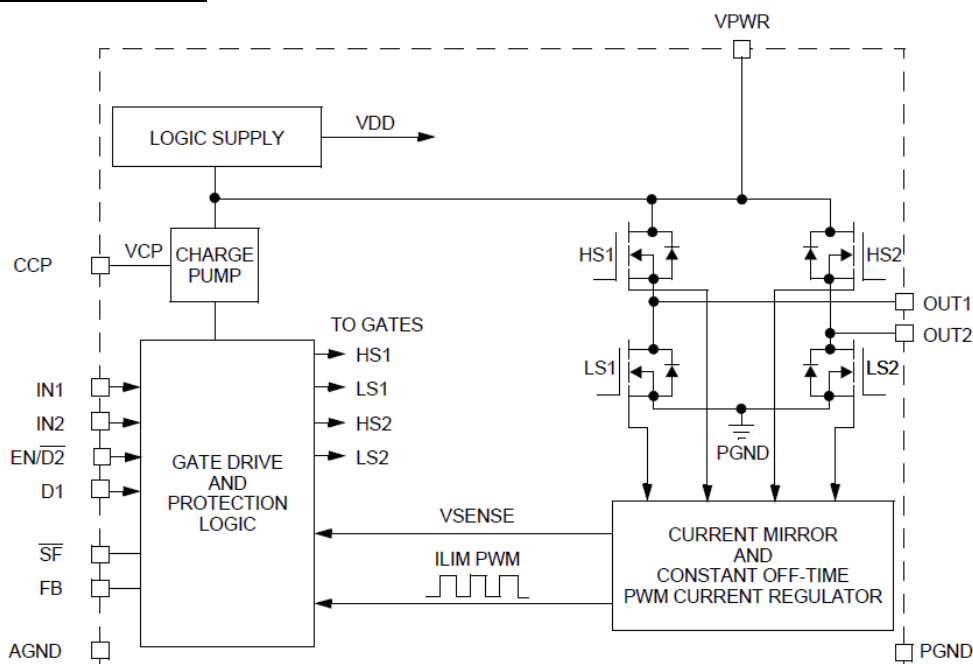 VPWR
LOGIC SUPPLY
VDD
CCP
VCP
CHARGE
PUMP
HS1
HS2
OUT1
OUT2
TO GATES
HS1
LS1
HS2
LS2
LS1
LS2
PGND
IN1
IN2
EN/D2
D1
SF
FB
AGND
GATE DRIVE
AND
PROTECTION
LOGIC
VSENSE
ILIM PWM
CURRENT MIRROR
AND
CONSTANT OFF-TIME
PWM CURRENT REGULATOR
PGND